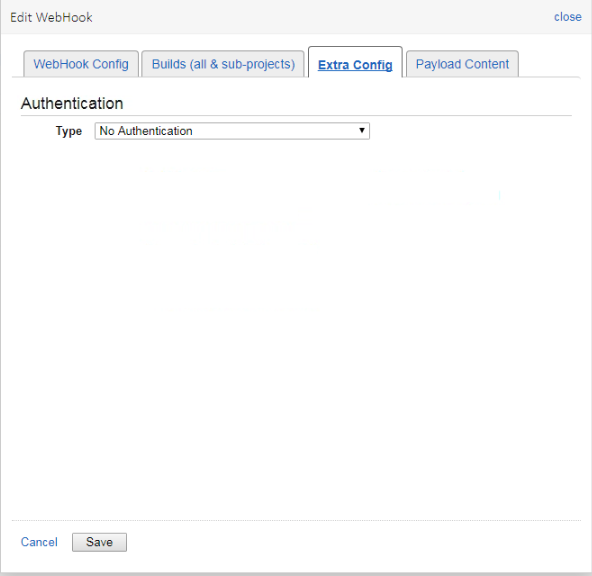 Edit WebHook close
WebHook Config Builds (all & sub-projects) Extra Config Payload Content
Authentication
Type No Authentication
Cancel Save